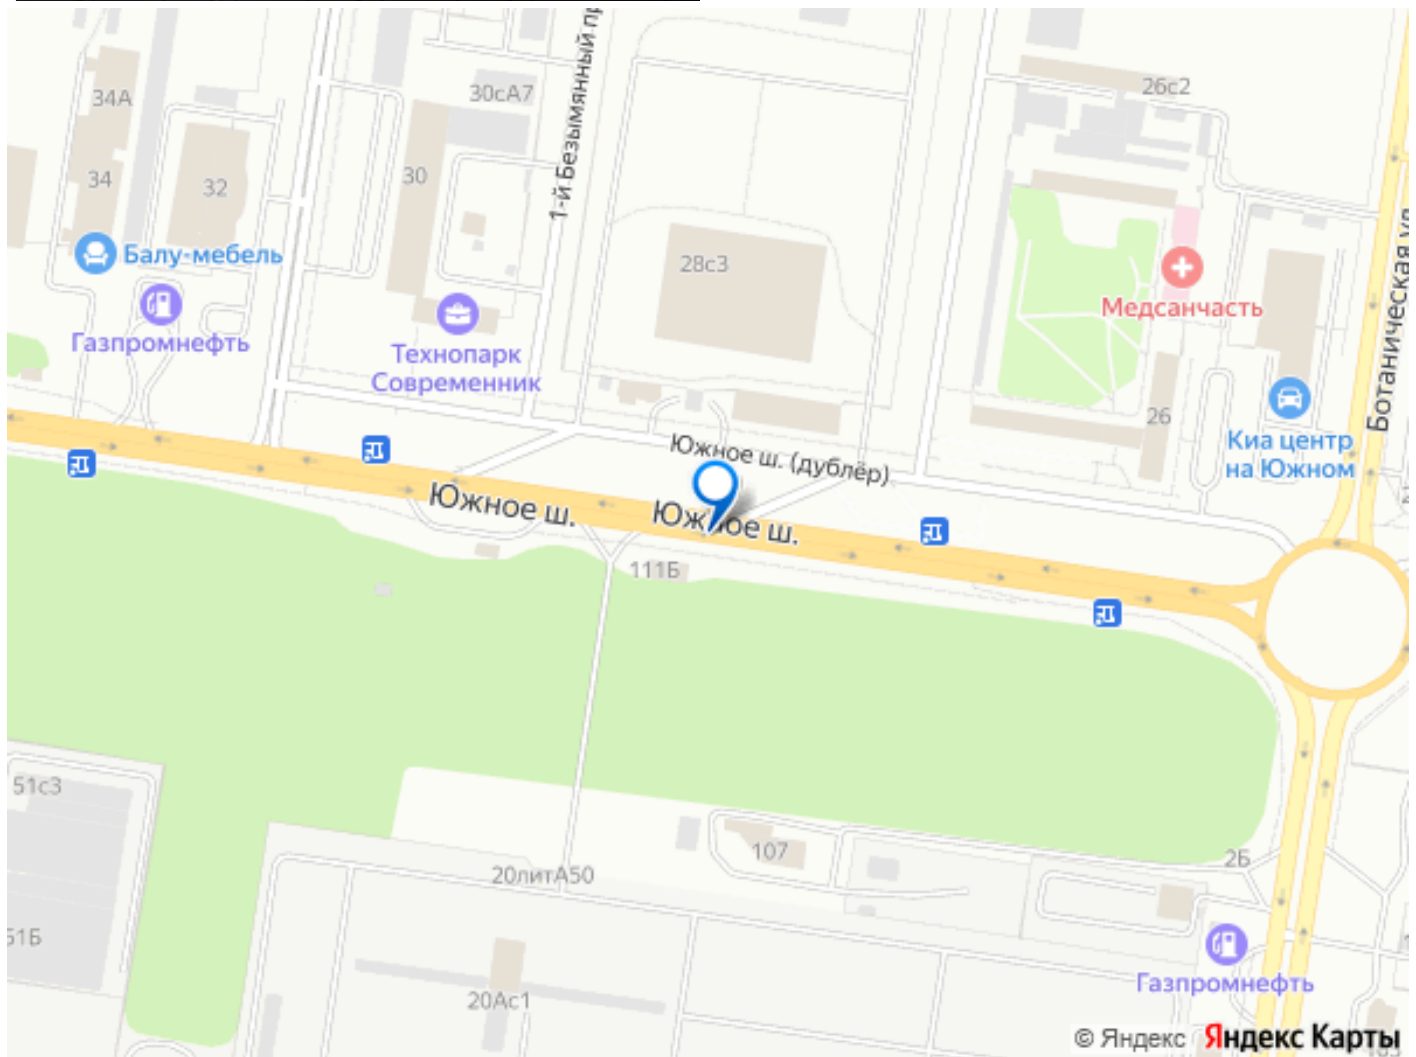 34А
30сА7
1-й Безымянный пр
26с2
34
32
30
Балу-мебель
28с3
Медсанчасть
Ботаническая ул
Газпромнефть
Технопарк
Современник
26
Киа центр
на Южном
Южное ш. (дублёр)
Южное ш.
Южное ш.
111Б
51с3
107
2Б
20литА50
51Б
20Ас1
Газпромнефть
© Яндекс Яндекс Карты